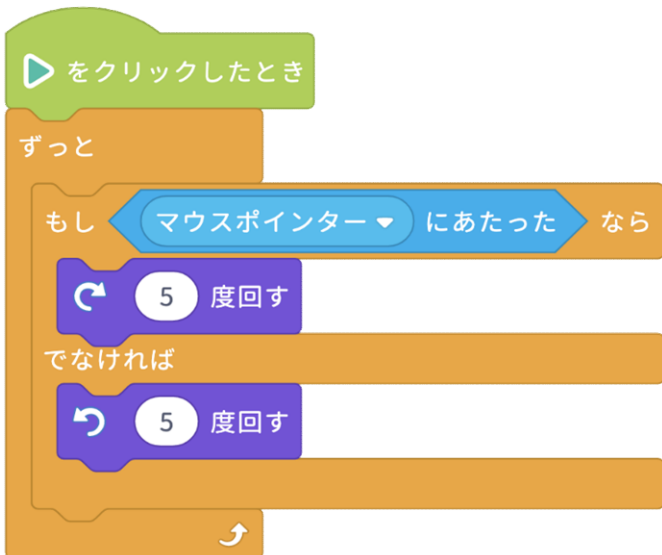 をクリックしたとき
ずっと
もし マウスポインター にあたった なら
5 度回す
でなければ
5 度回す